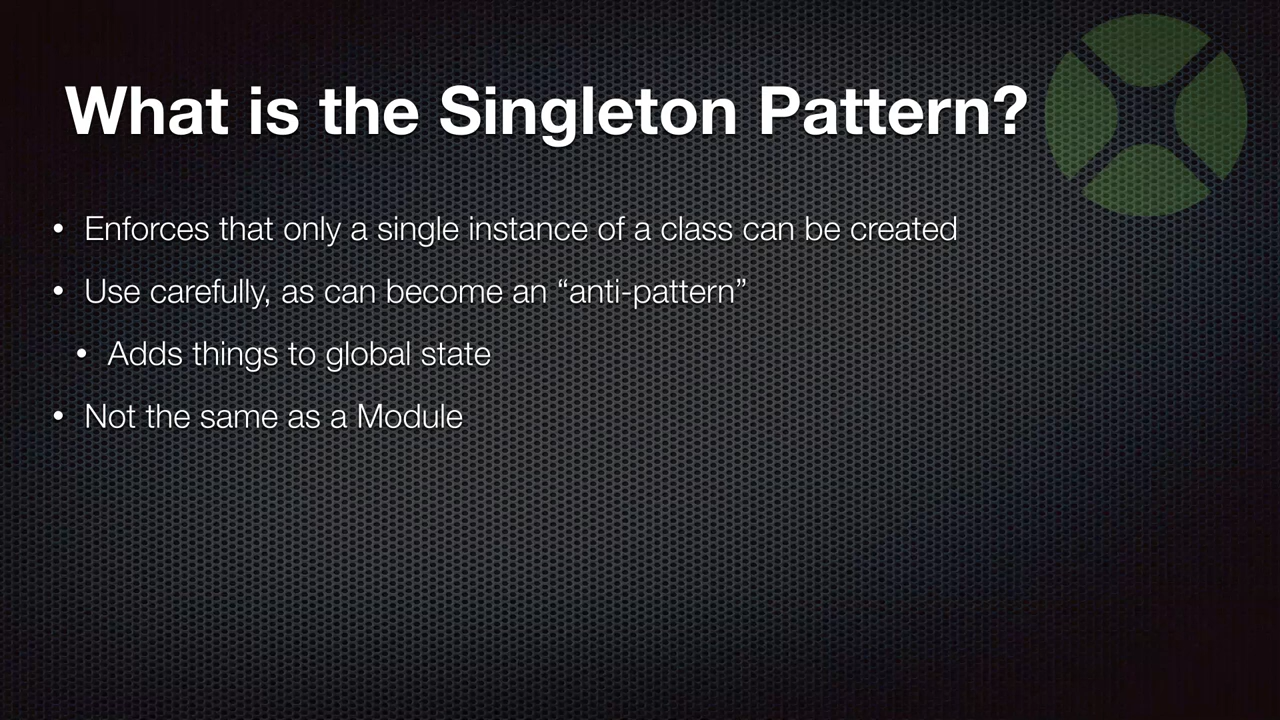 What is the Singleton Pattern?
• Enforces that only a single instance of a class can be created
• Use carefully, as can become an “anti-pattern”
• Adds things to global state
• Not the same as a Module